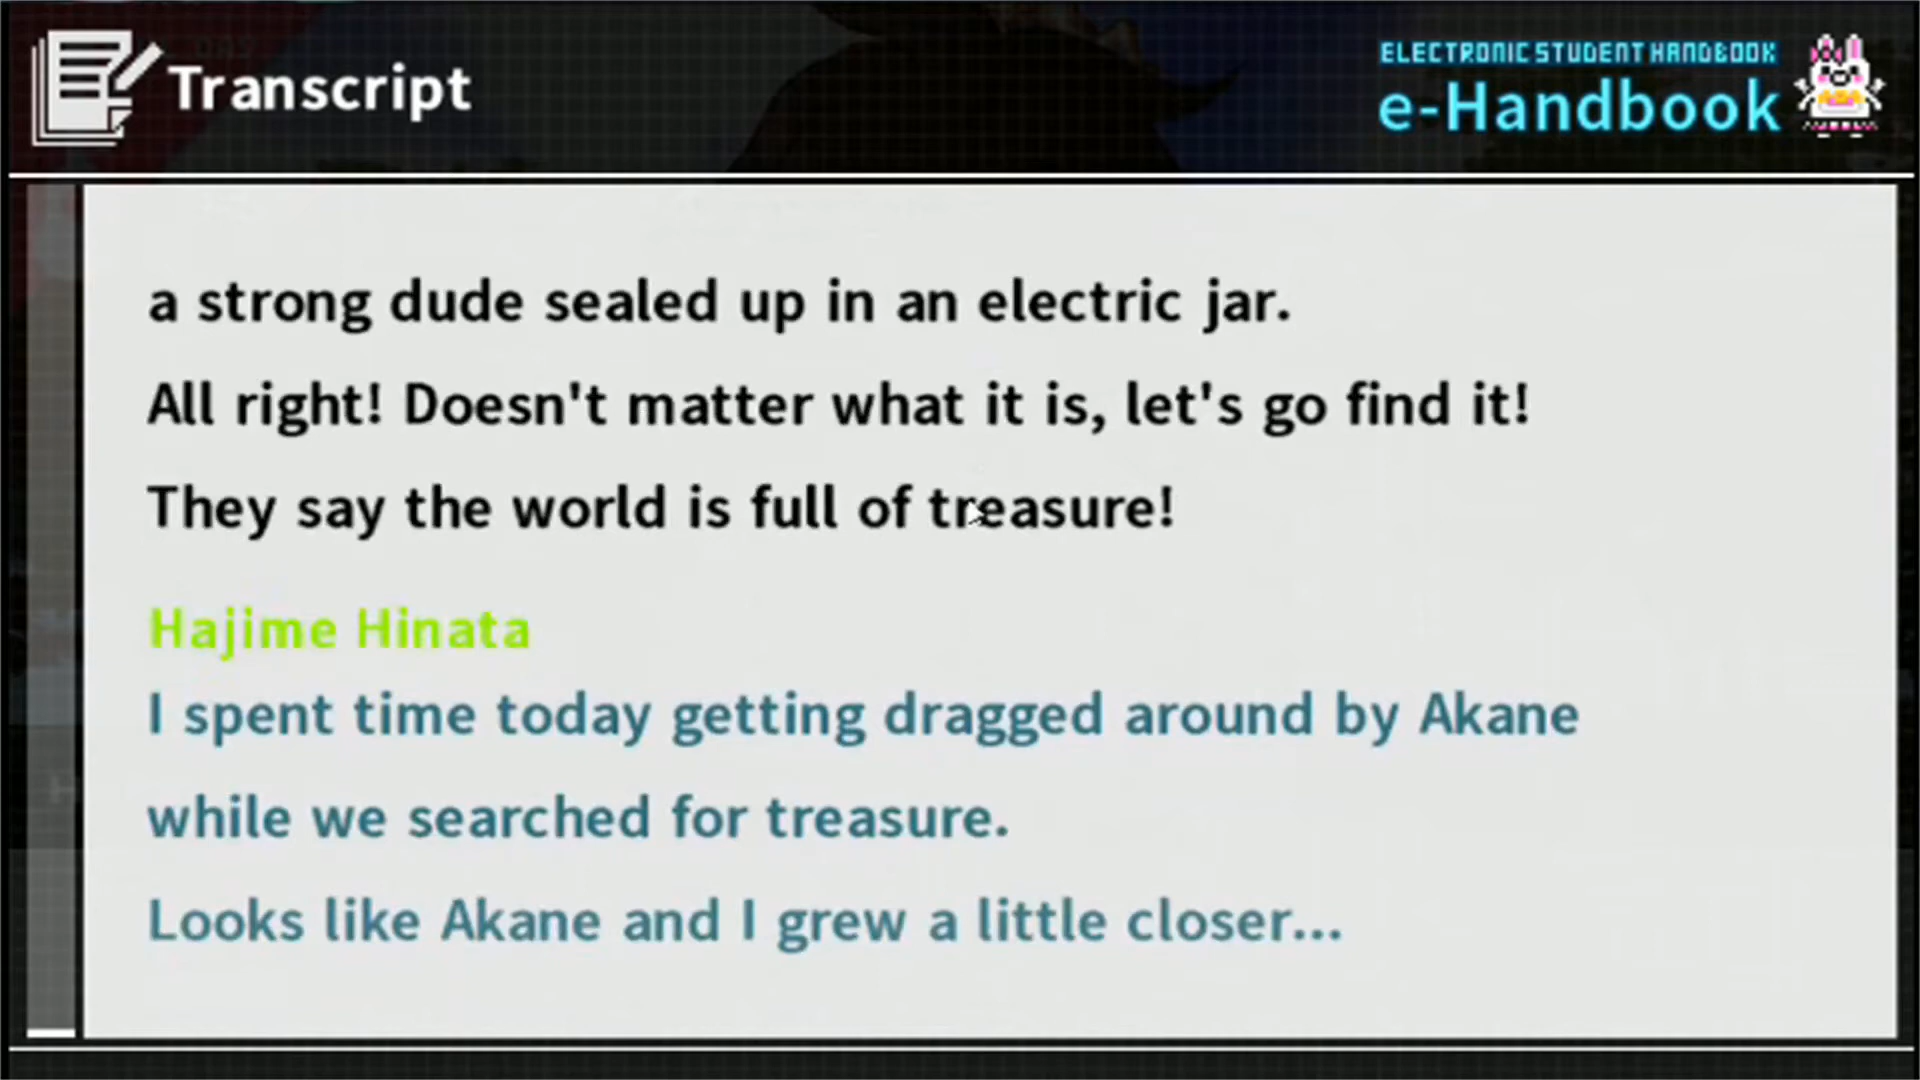 Transcript
ELECTRONIC STUDENT HANDBOOK
e-Handbook
a strong dude sealed up in an electric jar.
All right! Doesn't matter what it is, let's go find it!
They say the world is full of treasure!
Hajime Hinata
I spent time today getting dragged around by Akane
while we searched for treasure.
Looks like Akane and I grew a little closer...